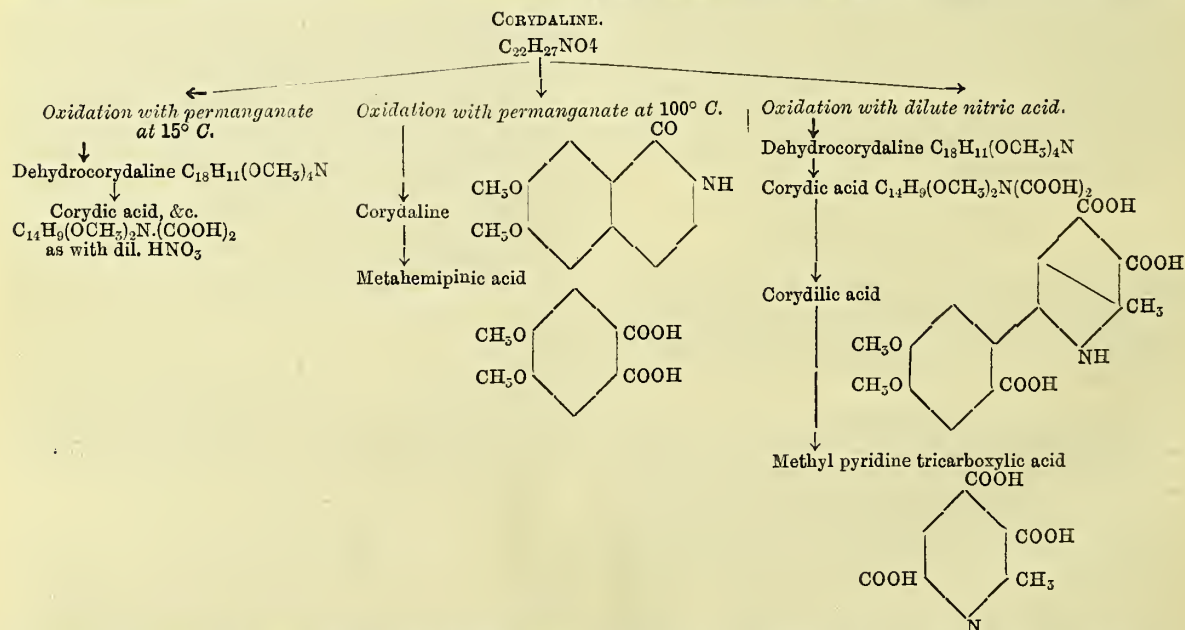 CORYDALINE.
C₂₂H₂₇NO4
Oxidation with permanganate
at 15° C.
Dehydrocorydaline C₁₈H₁₁(OCH₃)₄N
Corydic acid, &c.
C₁₄H₉(OCH₃)₂N.(COOH)₂
as with dil. HNO₃
Oxidation with permanganate at 100° C.
CO
CH₃O
NH
Corydaline
CH₃O
Metahemipinic acid
CH₃O
COOH
CH₃O
COOH
Oxidation with dilute nitric acid.
Dehydrocorydaline C₁₈H₁₁(OCH₃)₄N
Corydic acid C₁₄H₉(OCH₃)₂N(COOH)₂
COOH
COOH
Corydilic acid
CH₃
CH₃O
NH
CH₃O
COOH
Methyl pyridine tricarboxylic acid
COOH
COOH
COOH
CH₃
N